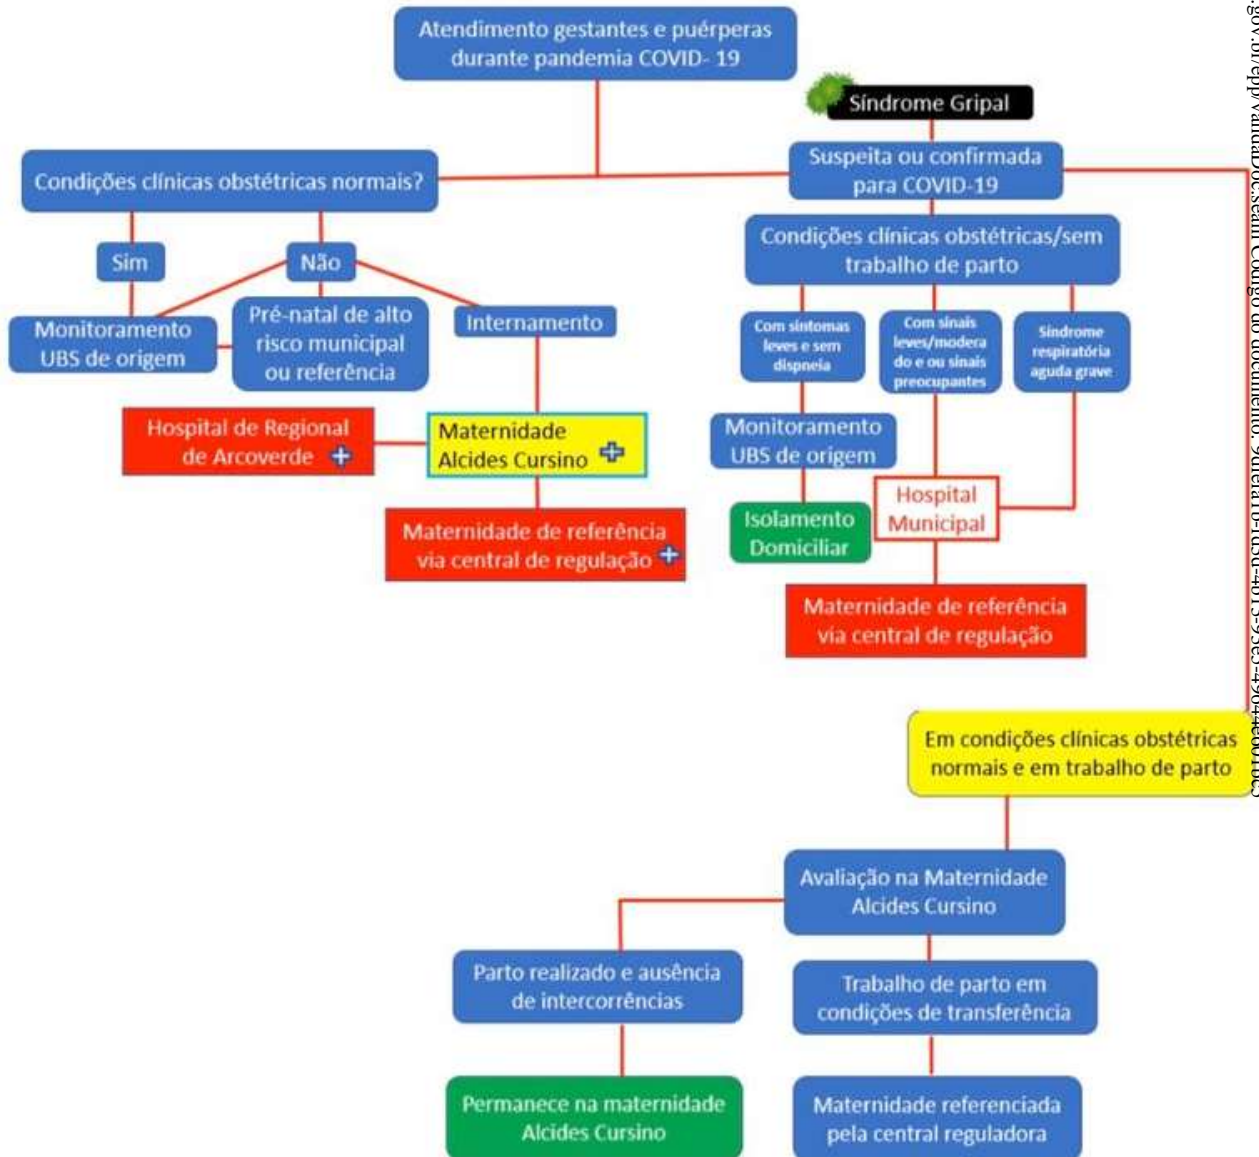 Atendimento gestantes e puérperas
durante pandemia COVID- 19
Síndrome Gripal
Condições clínicas obstétricas normais?
Suspeita ou confirmada
para COVID-19
Sim
Não
Condições clínicas obstétricas/sem
trabalho de parto
Monitoramento
UBS de origem
Pré-natal de alto
risco municipal
ou referência
Internamento
Com sintomas
leves e sem
dispneia
Com sinais
leves/modera
do e ou sinais
preocupantes
Síndrome
respiratória
aguda grave
Hospital de Regional
de Arcoverde
Maternidade
Alcides Cursino
Monitoramento
UBS de origem
Maternidade de referência
via central de regulação
Isolamento
Domiciliar
Hospital
Municipal
Maternidade de referência
via central de regulação
Em condições clínicas obstétricas
normais e em trabalho de parto
Avaliação na Maternidade
Alcides Cursino
Parto realizado e ausência
de intercorrências
Trabalho de parto em
condições de transferência
Permanece na maternidade
Alcides Cursino
Maternidade referenciada
pela central reguladora